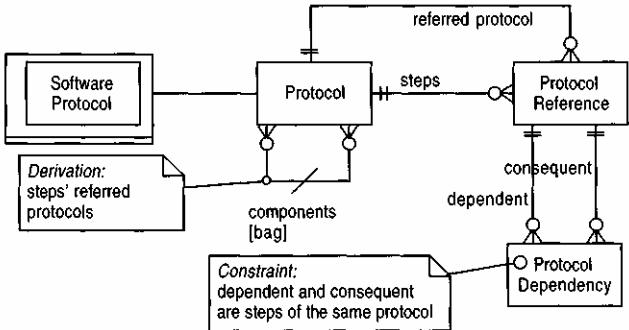 referred protocol
Software
Protocol
Protocol
steps
Protocol
Reference
Derivation:
steps' referred
protocols
components
[bag]
consequent
dependent
Constraint:
dependent and consequent
are steps of the same protocol
Protocol
Dependency